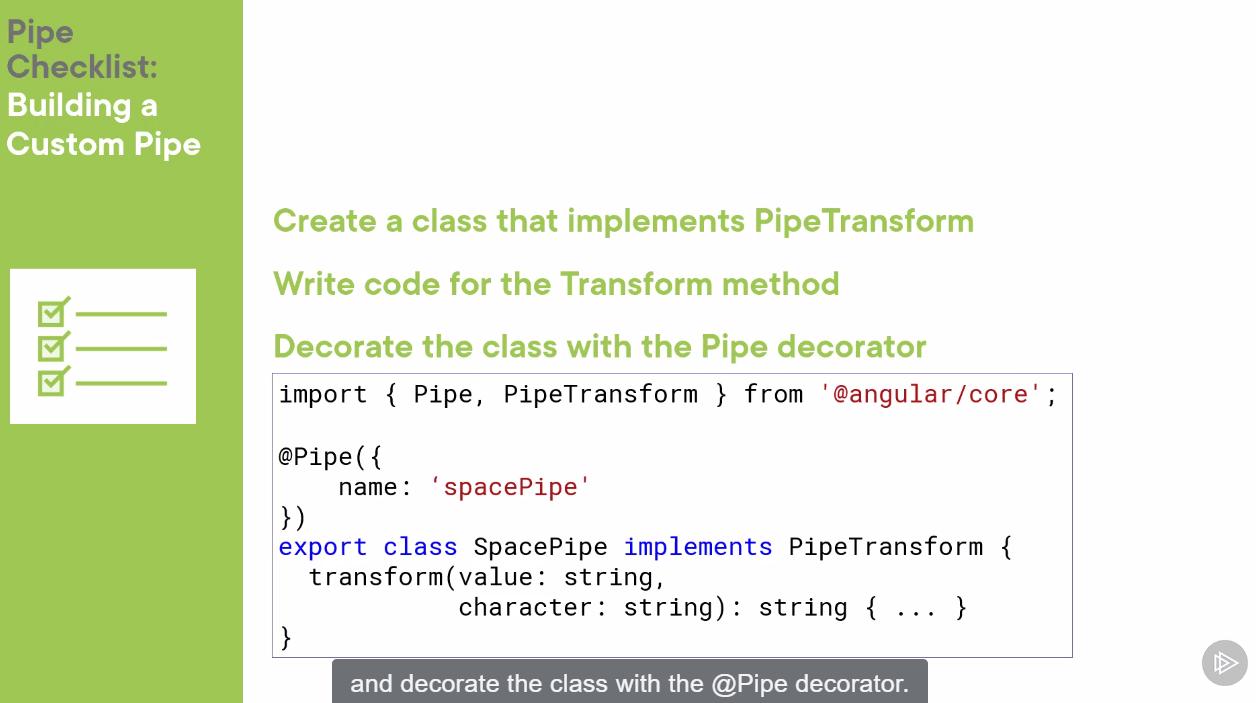 Pipe
Checklist:
Building a
Custom Pipe
Create a class that implements PipeTransform
Write code for the Transform method
Decorate the class with the Pipe decorator
import { Pipe, PipeTransform } from '@angular/core';
@Pipe({
    name: ‘spacePipe'
})
export class SpacePipe implements PipeTransform {
  transform(value: string,
            character: string): string { ... }
}
and decorate the class with the @Pipe decorator.